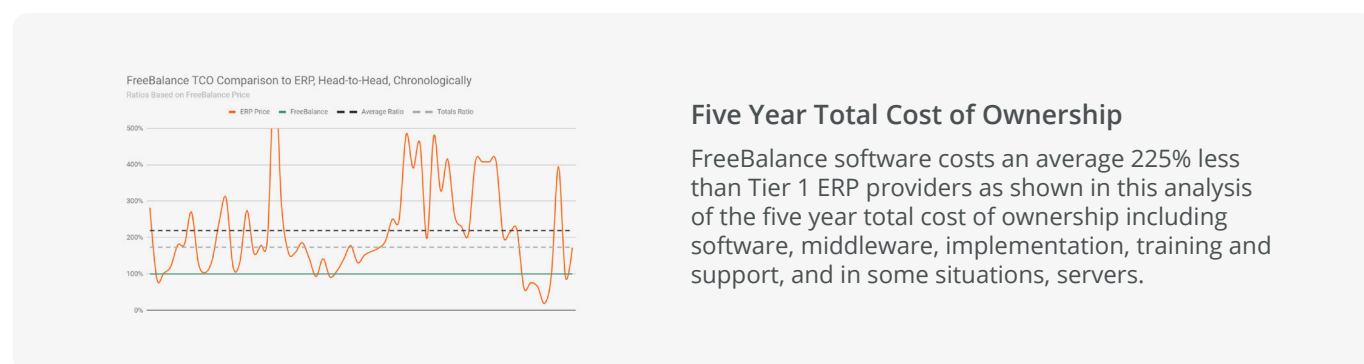 FreeBalance TCO Comparison to ERP, Head-to-Head, Chronologically
Ratios Based on FreeBalance Price
ERP Price FreeBalance Average Ratio Totals Ratio
500%
400%
300%
200%
100%
0%
Five Year Total Cost of Ownership
FreeBalance software costs an average 225% less
than Tier 1 ERP providers as shown in this analysis
of the five year total cost of ownership including
software, middleware, implementation, training and
support, and in some situations, servers.